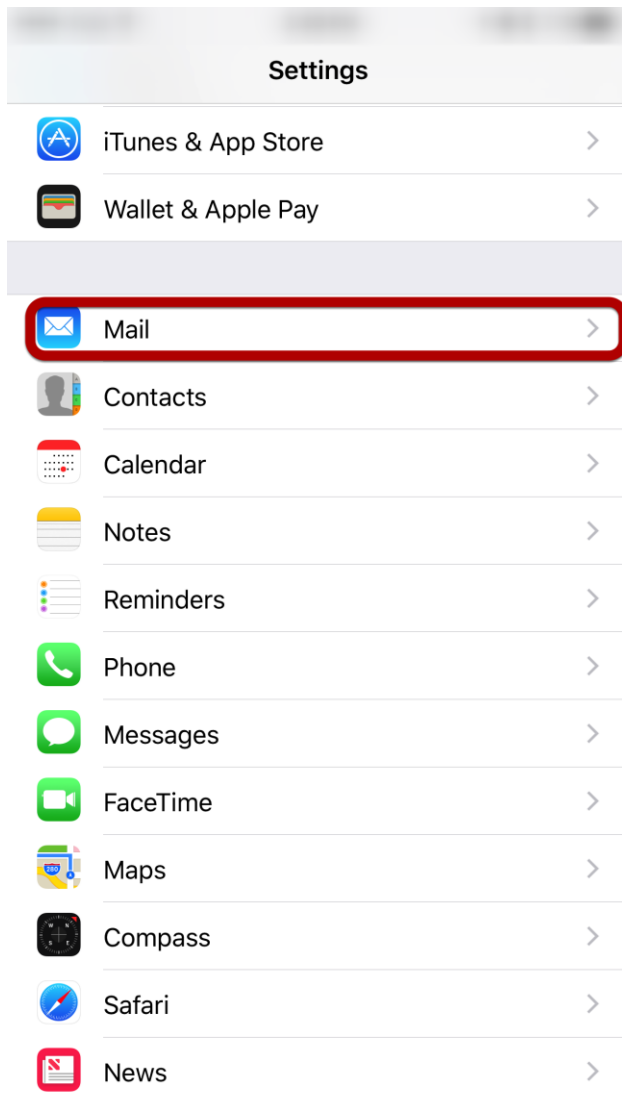 Settings
iTunes & App Store
Wallet & Apple Pay
Mail
Contacts
Calendar
Notes
Reminders
Phone
Messages
FaceTime
280
Maps
W N
S E
Compass
Safari
N
News